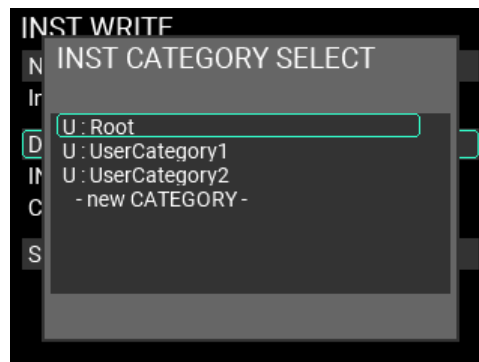 INST WRITE
INST CATEGORY SELECT
U : Root
U : UserCategory1
U : UserCategory2
- new CATEGORY -